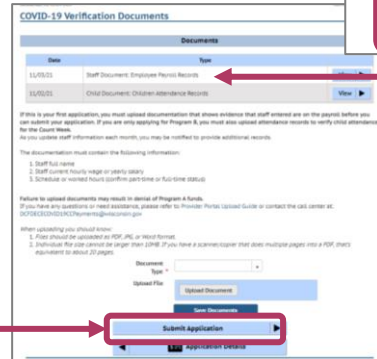 COVID-19 Verification Documents
Documents
Date Type
11/03/21 Staff Document: Employee Payroll Records View
11/02/21 Child Document: Children Attendance Records View
If this is your first application, you must upload documentation that shows evidence that staff entered are on the payroll before you
can submit your application. If you are only applying for Program B, you must also upload attendance records to verify child attendance
for the Count Week.
As you update staff information each month, you may be notified to provide additional records.
The documentation must contain the following information:
1. Staff full name
2. Staff current hourly wage or yearly salary
3. Schedule or worked hours (confirm part-time or full-time status)
Failure to upload documents may result in denial of Program A funds.
If you have any questions or need assistance, please refer to Provider Portal Upload Guide or contact the call center at:
DCFDECECOVID19CCPayments@wisconsin.gov
When uploading you should know:
1. Files should be uploaded as PDF, JPG, or Word format.
2. Individual file size cannot be larger than 10MB. If you have a scanner/copier that does multiple pages into a PDF, that's
equivalent to about 20 pages.
Document
Type *
Upload File
Upload Document
Save Documents
Submit Application
Application Details